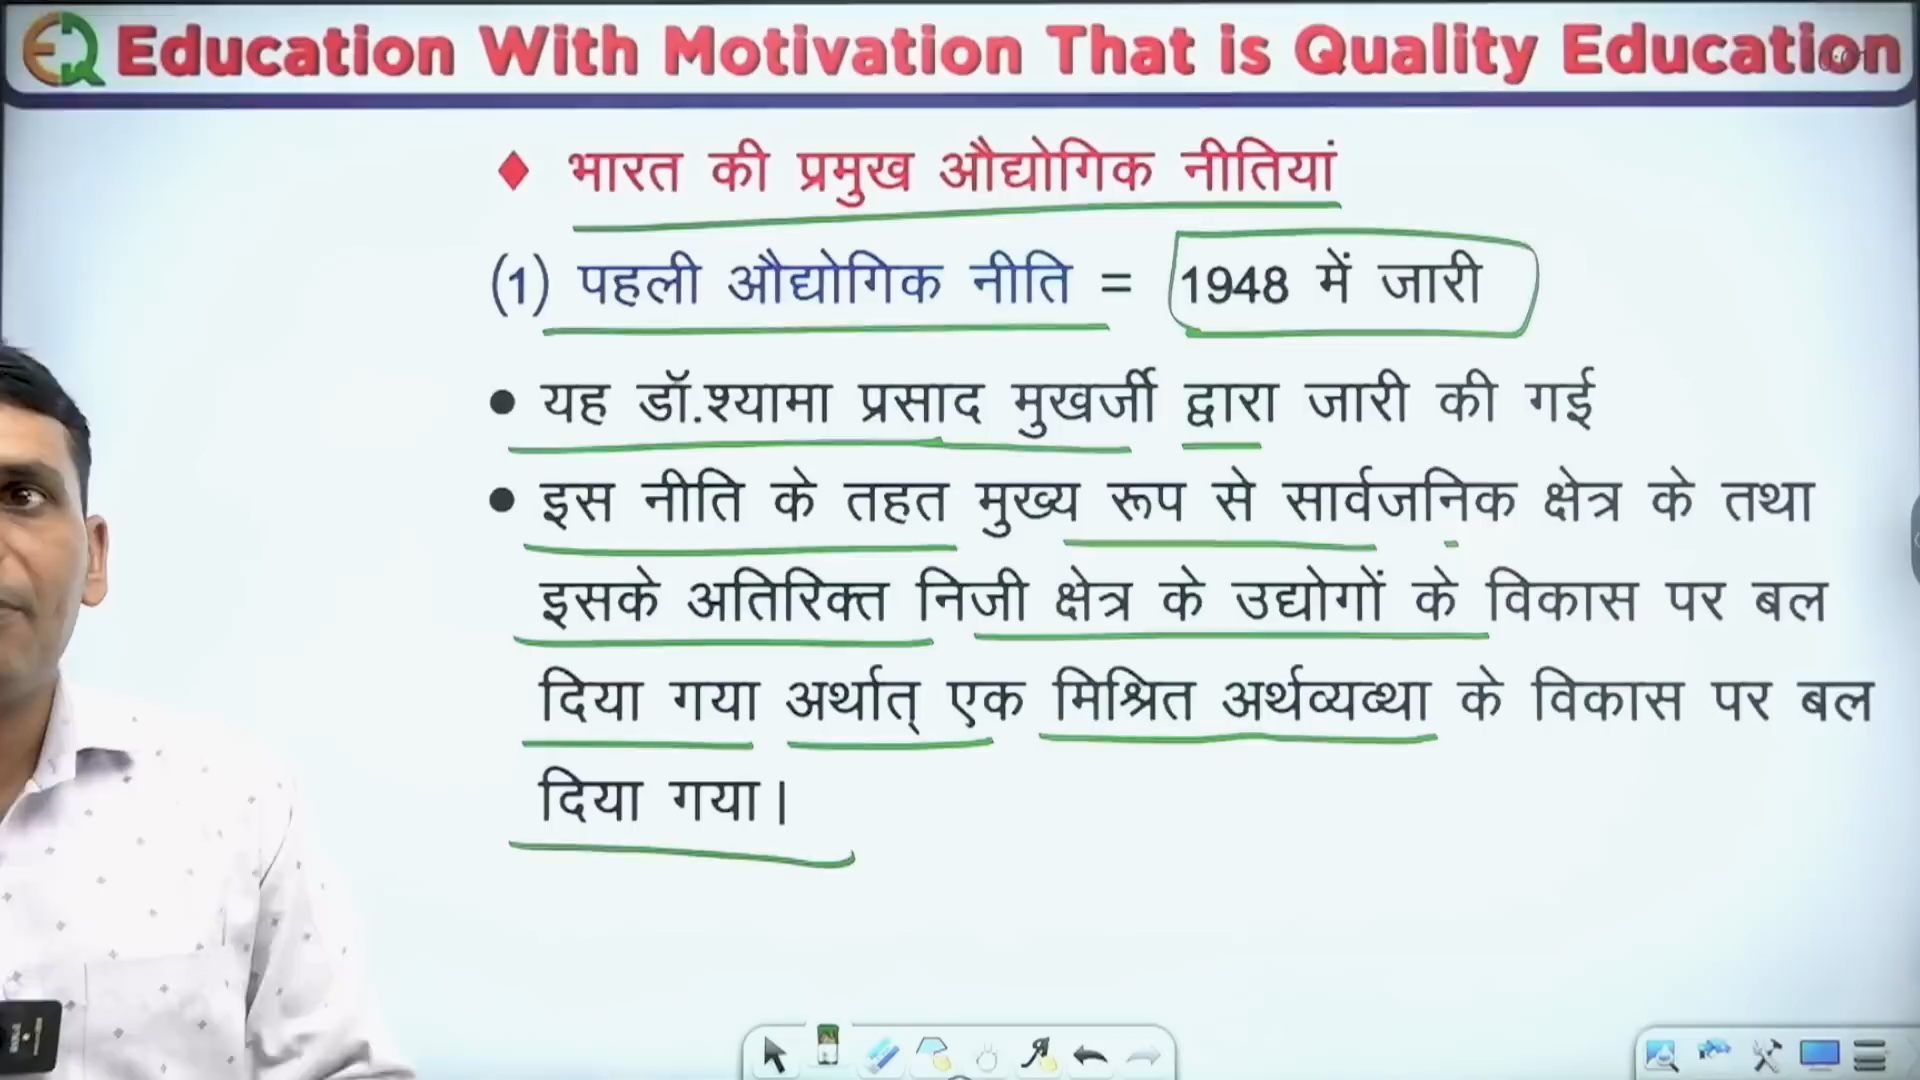 EQ Education With Motivation That is Quality Education
♦ भारत की प्रमुख औद्योगिक नीतियां
(1) पहली औद्योगिक नीति = 1948 में जारी
● यह डॉ.श्यामा प्रसाद मुखर्जी द्वारा जारी की गई
● इस नीति के तहत मुख्य रूप से सार्वजनिक क्षेत्र के तथा
इसके अतिरिक्त निजी क्षेत्र के उद्योगों के विकास पर बल
दिया गया अर्थात् एक मिश्रित अर्थव्यव्था के विकास पर बल
दिया गया।